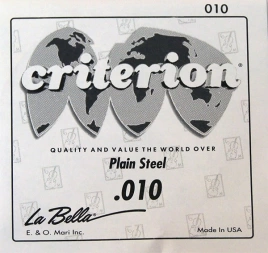 010
criterion®
QUALITY AND VALUE THE WORLD OVER
Plain Steel
.010
La Bella®
E. & O. Mari Inc.
Made In USA